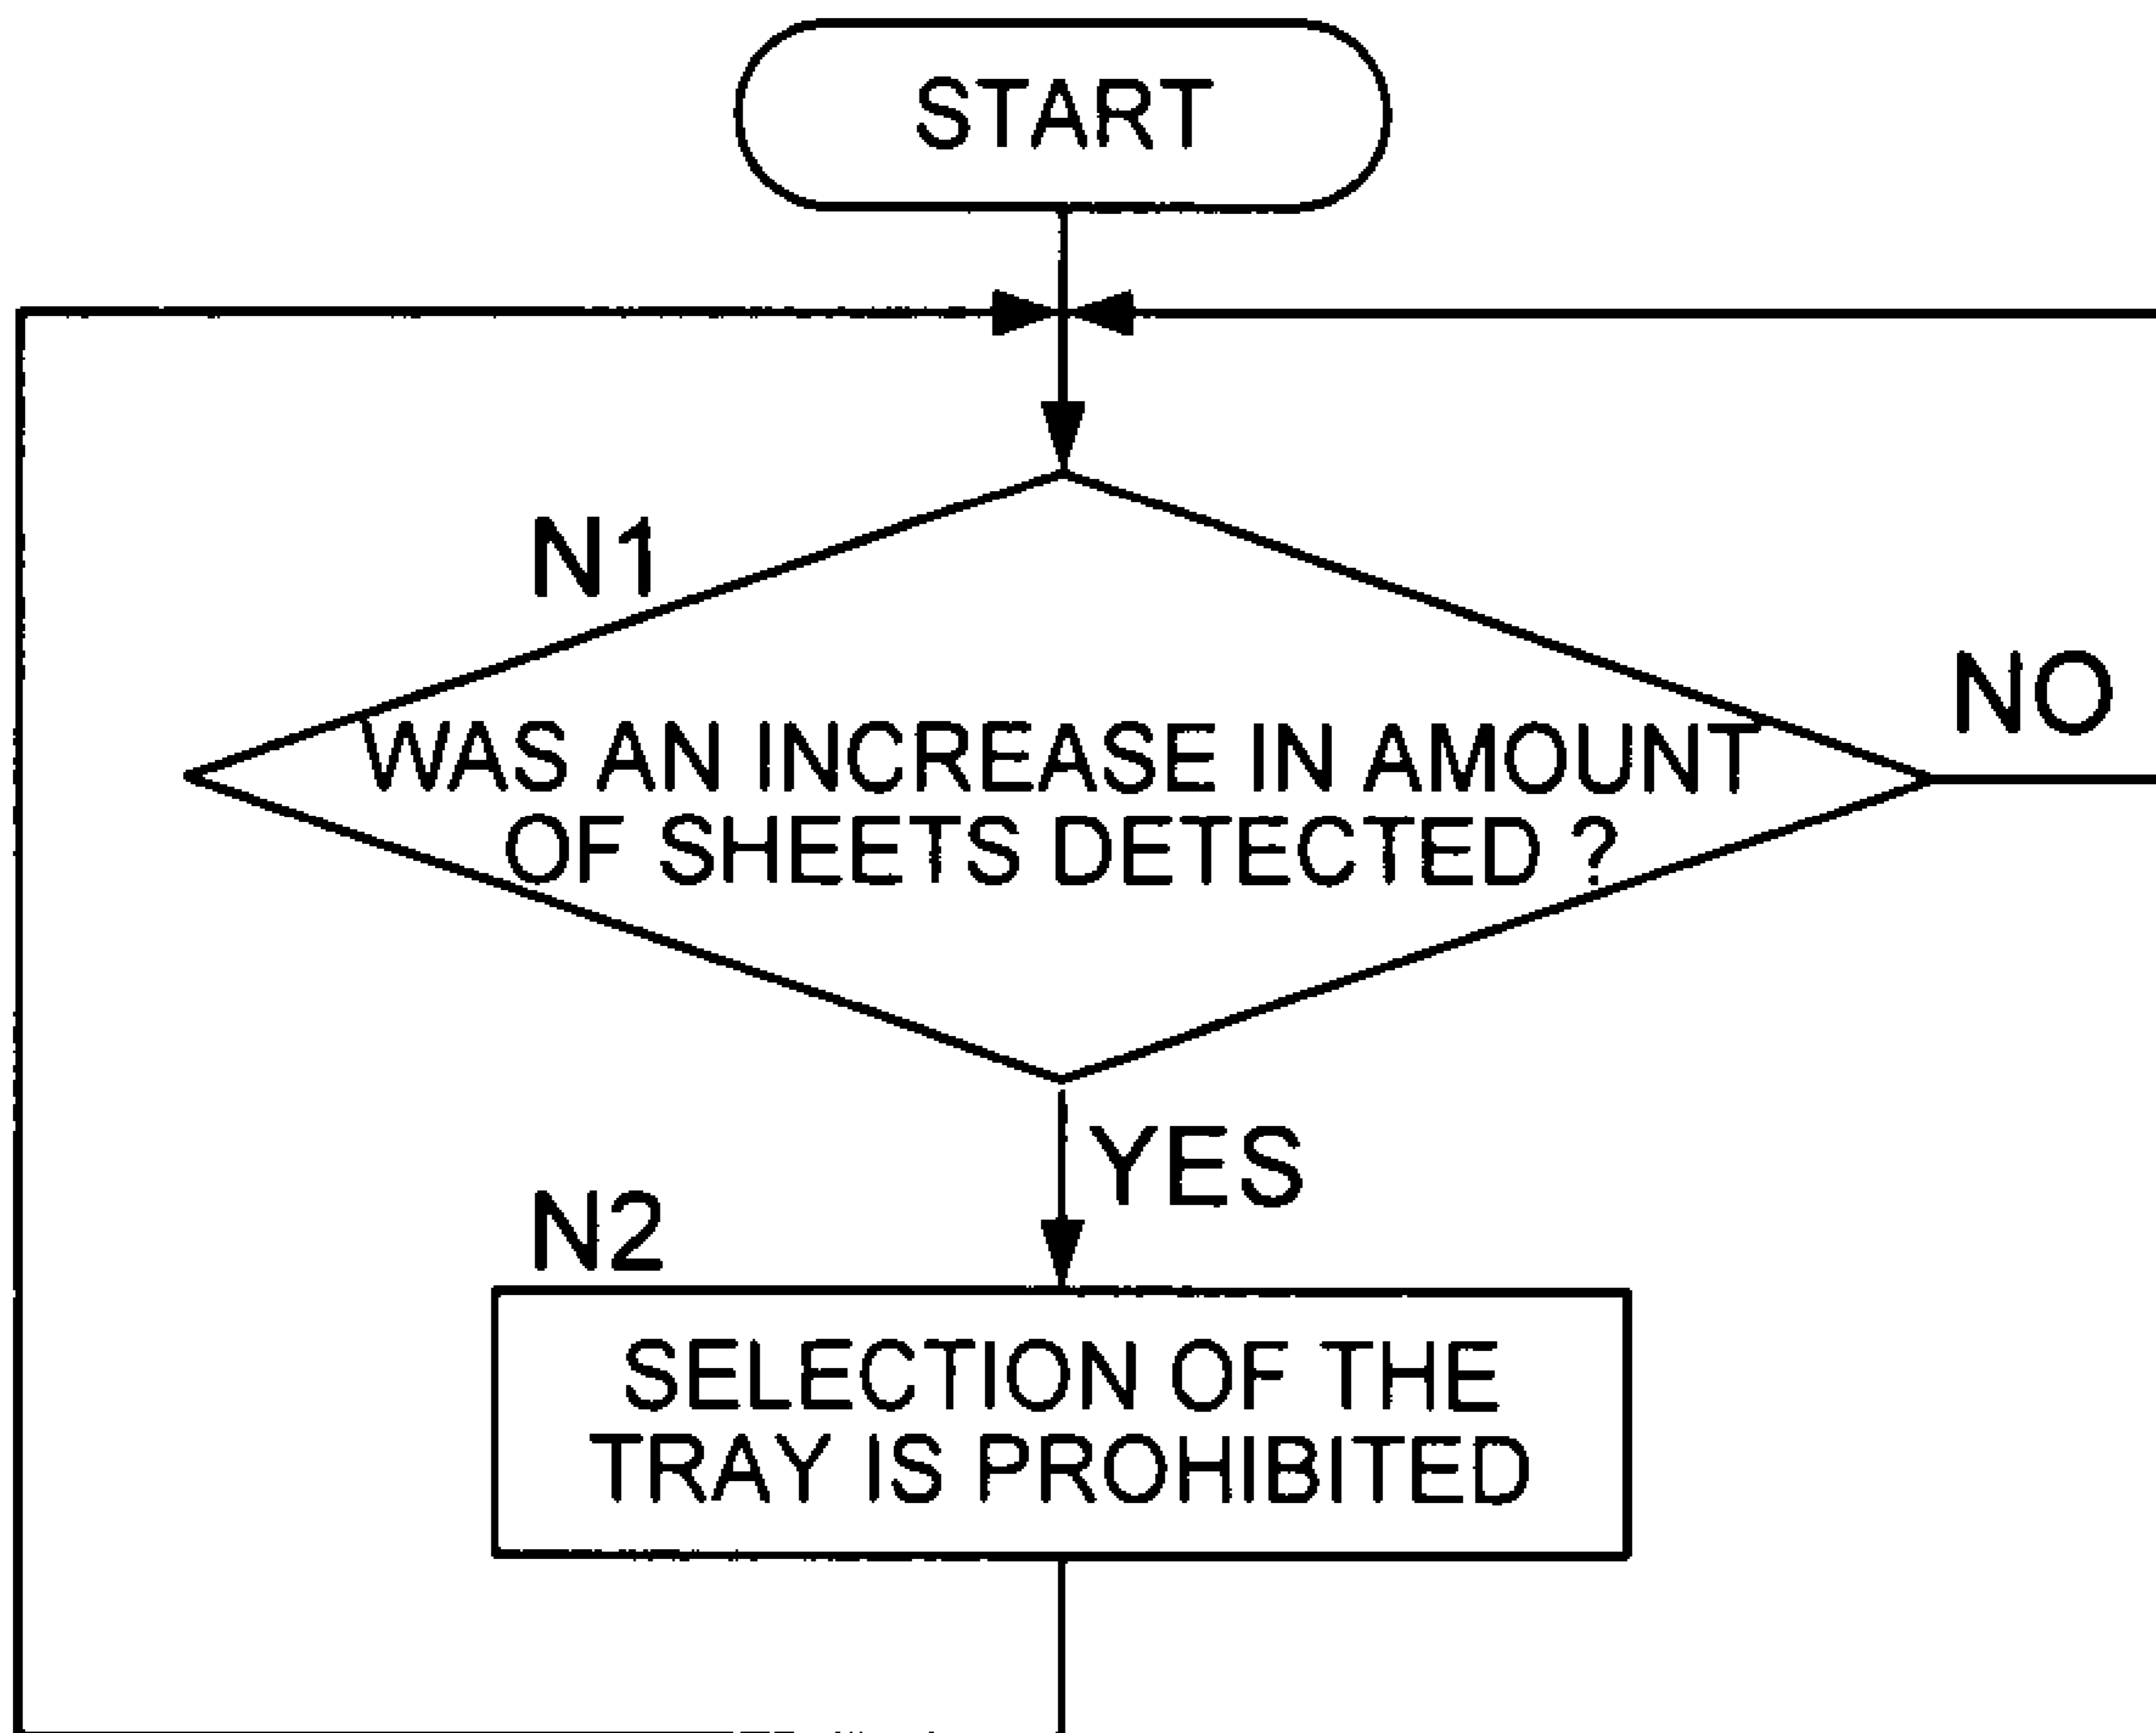 START
N1
NO
WAS AN INCREASE IN AMOUNT
OF SHEETS DETECTED ?
YES
N2
SELECTION OF THE
TRAY IS PROHIBITED